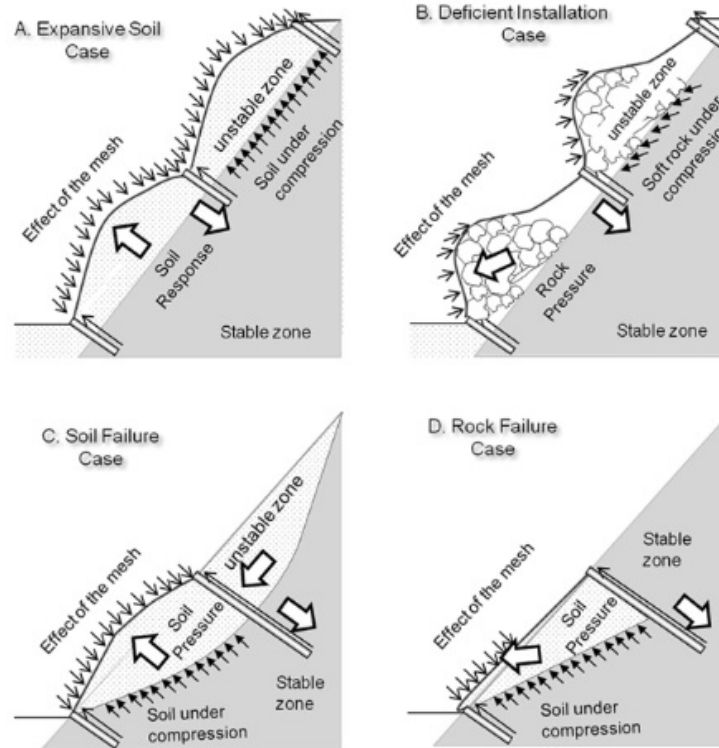 A. Expansive Soil
Case
Effect of the mesh
unstable zone
Soil under
compression
Soil
Response
Stable zone
B. Deficient Installation
Case
Effect of the mesh
unstable zone
Soft rock under
compression
Rock
Pressure
Stable zone
C. Soil Failure
Case
Effect of the mesh
unstable zone
Soil
Pressure
Soil under
compression
Stable
zone
D. Rock Failure
Case
Effect of the mesh
Stable
zone
Soil
Pressure
Soil under
compression